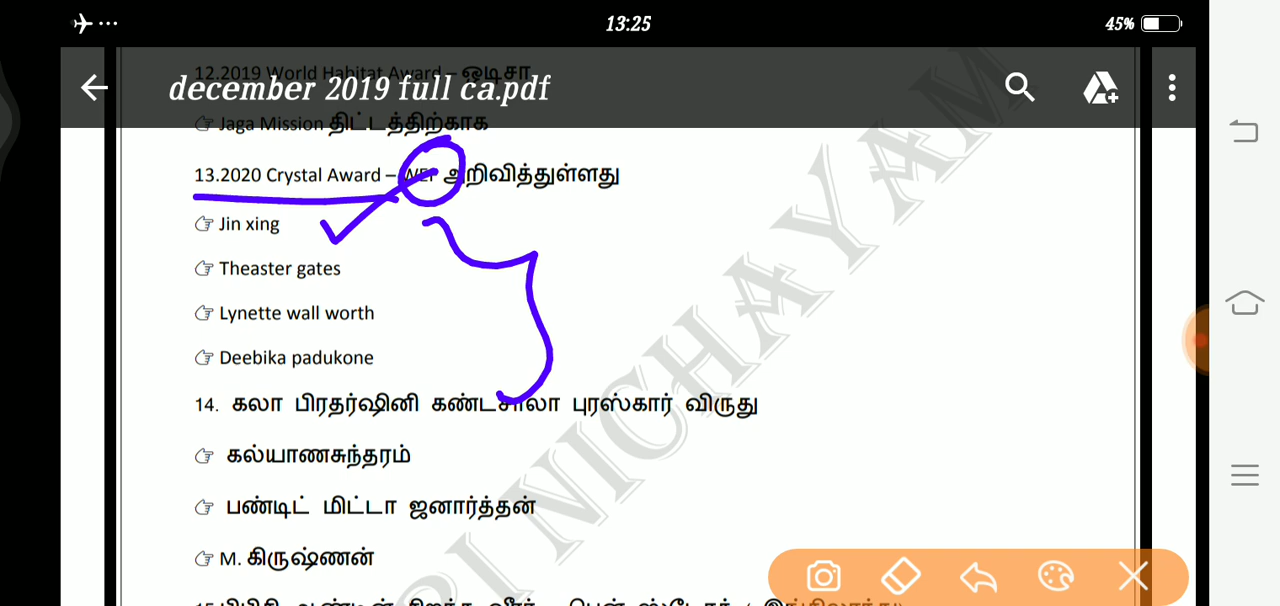 13:25
45%
12.2019 World Habitat Award – ஒடிசா
december 2019 full ca.pdf
Jaga Mission திட்டத்திற்காக
13.2020 Crystal Award – WEF அறிவித்துள்ளது
Jin xing
Theaster gates
Lynette wall worth
Deebika padukone
14. கலா பிரதர்ஷினி கண்டசாலா புரஸ்கார் விருது
கல்யாணசுந்தரம்
பண்டிட் மிட்டா ஜனார்த்தன்
M. கிருஷ்ணன்
NICHAYAM